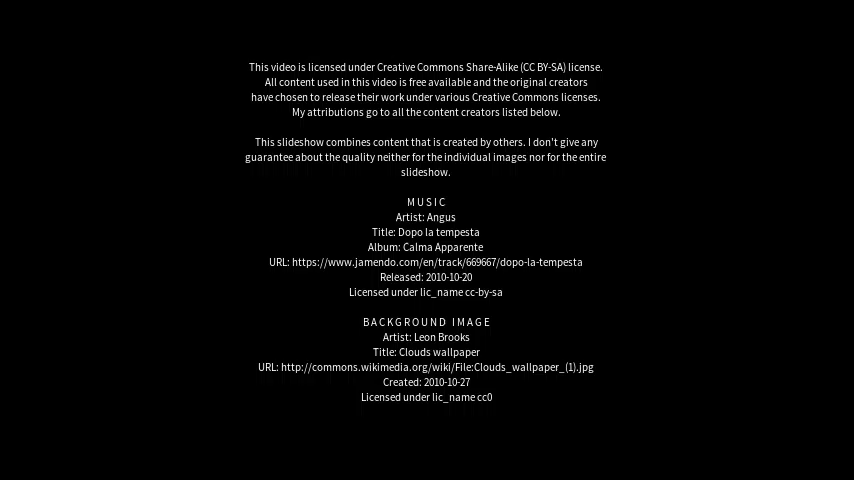 This video is licensed under Creative Commons Share-Alike (CC BY-SA) license.
All content used in this video is free available and the original creators
have chosen to release their work under various Creative Commons licenses.
My attributions go to all the content creators listed below.
This slideshow combines content that is created by others. I don't give any
guarantee about the quality neither for the individual images nor for the entire
slideshow.
MUSIC
Artist: Angus
Title: Dopo la tempesta
Album: Calma Apparente
URL: https://www.jamendo.com/en/track/669667/dopo-la-tempesta
Released: 2010-10-20
Licensed under lic_name cc-by-sa
BACKGROUND IMAGE
Artist: Leon Brooks
Title: Clouds wallpaper
URL: http://commons.wikimedia.org/wiki/File:Clouds_wallpaper_(1).jpg
Created: 2010-10-27
Licensed under lic_name cc0